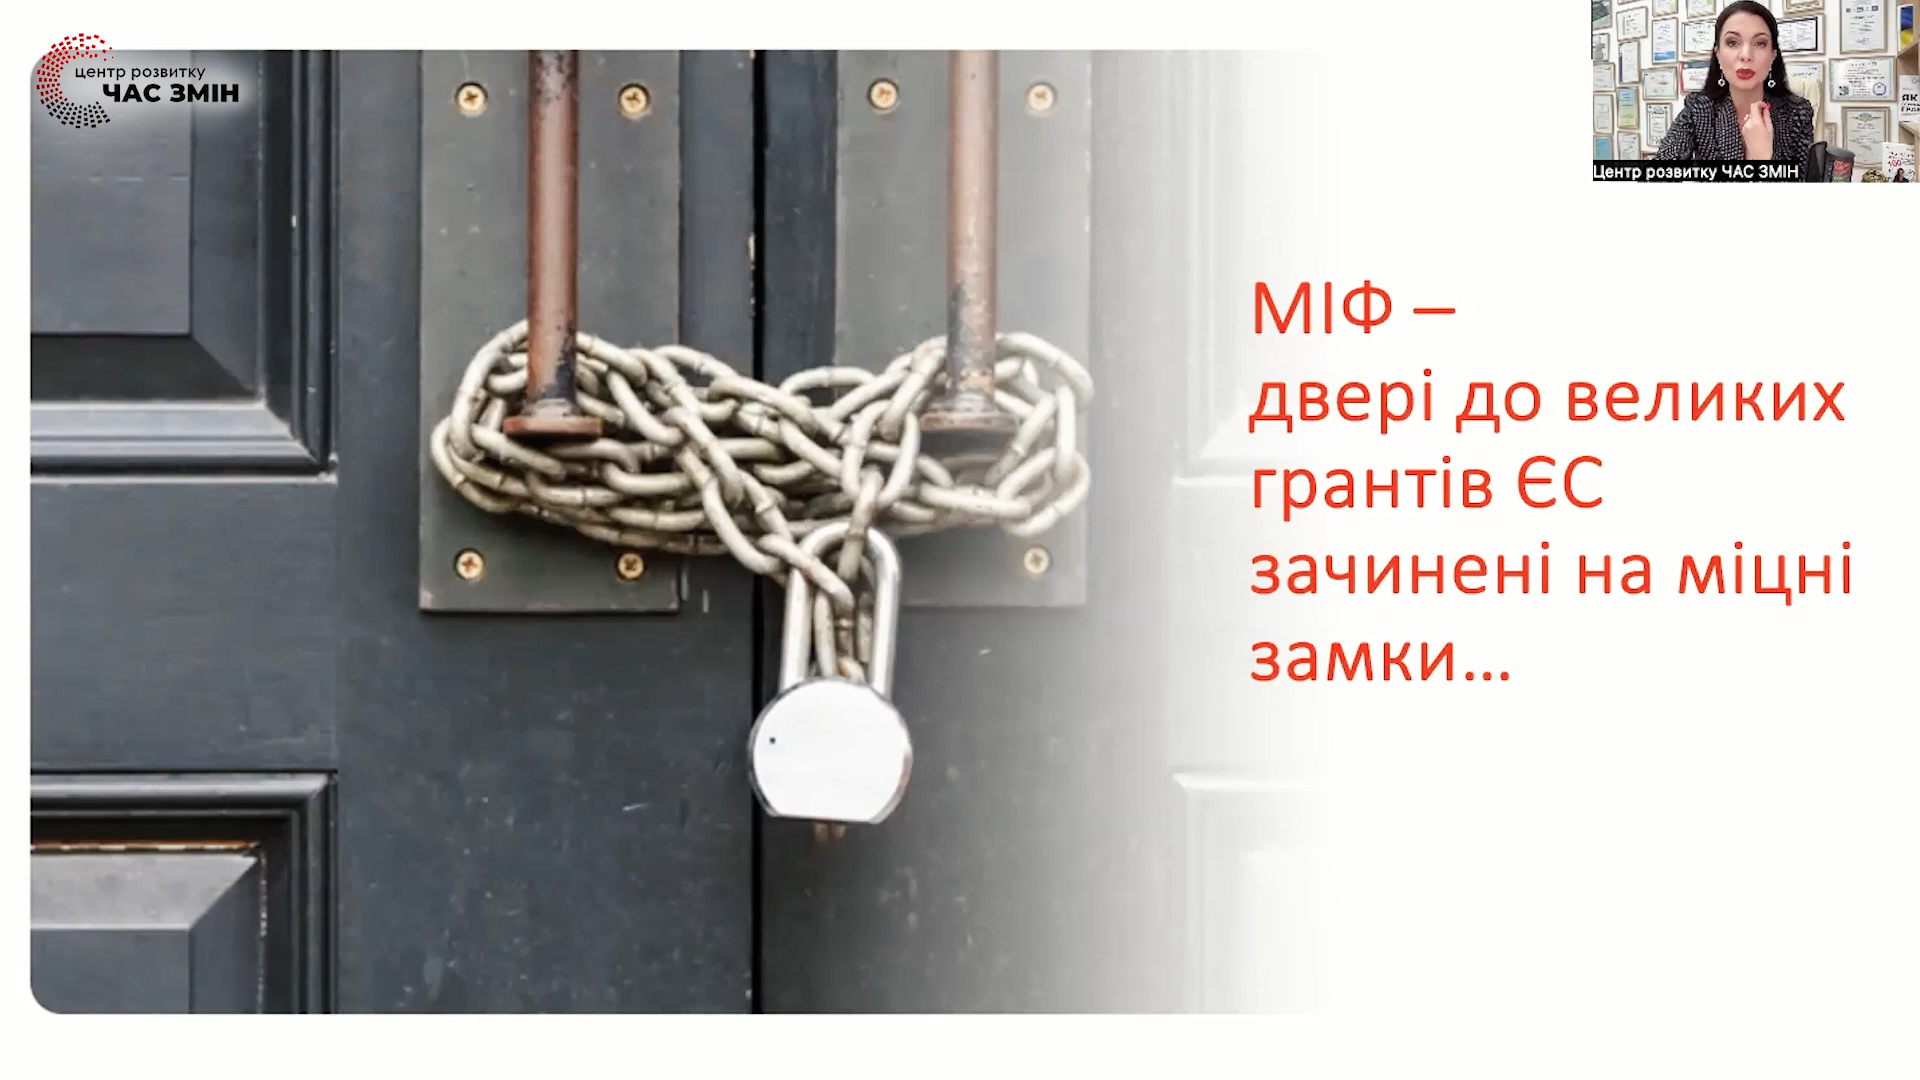 центр розвитку
ЧАС ЗМІН
Центр розвитку ЧАС ЗМІН
МІФ –
двері до великих
грантів ЄС
зачинені на міцні
замки...